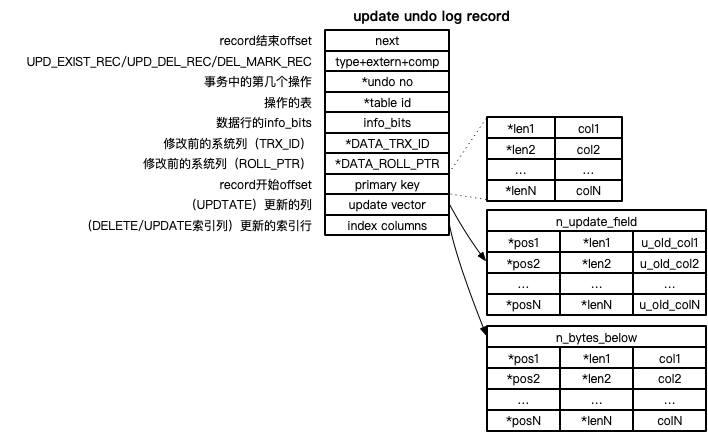 update undo log record
record结束offset next
UPD_EXIST_REC/UPD_DEL_REC/DEL_MARK_REC type+extern+comp
事务中的第几个操作 *undo no
操作的表 *table id
数据行的info_bits info_bits
修改前的系统列（TRX_ID） *DATA_TRX_ID
修改前的系统列（ROLL_PTR） *DATA_ROLL_PTR
record开始offset primary key
（UPDTATE）更新的列 update vector
（DELETE/UPDATE索引列）更新的索引行 index columns
*len1 col1
*len2 col2
... ...
*lenN colN
n_update_field
*pos1 *len1 u_old_col1
*pos2 *len2 u_old_col2
... ... ...
*posN *lenN u_old_colN
n_bytes_below
*pos1 *len1 col1
*pos2 *len2 col2
... ... ...
*posN *lenN colN